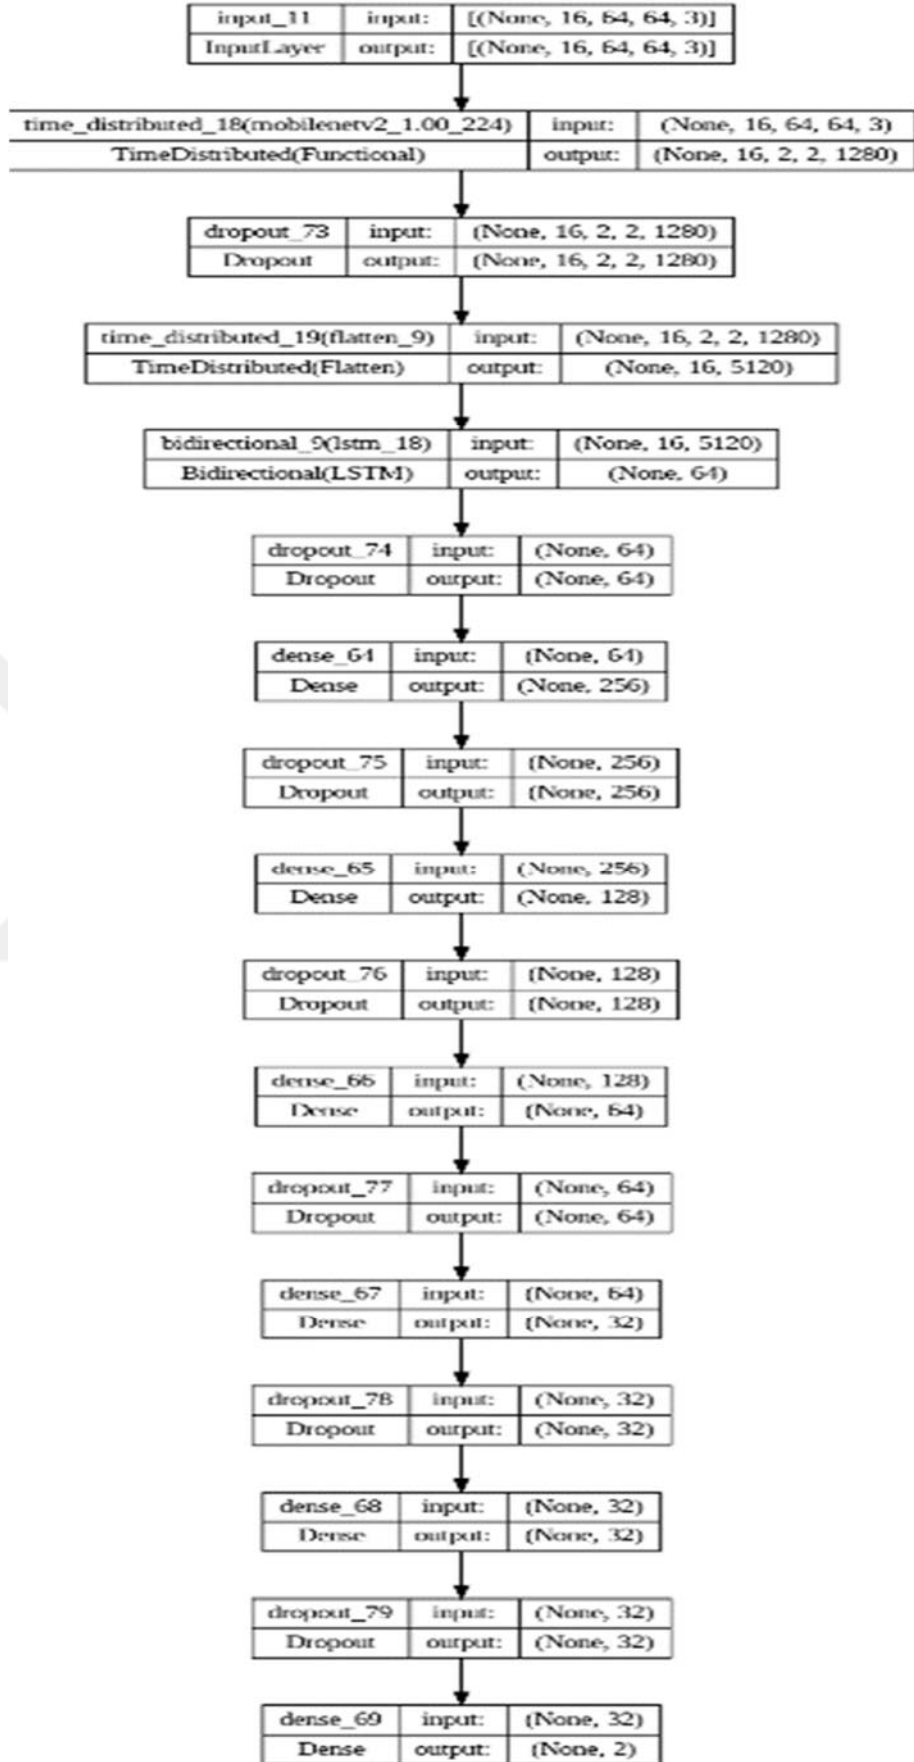 input_11 input: [(None, 16, 64, 64, 3)]
InputLayer output: [(None, 16, 64, 64, 3)]
time_distributed_18(mobilenetv2_1.00_224) input: (None, 16, 64, 64, 3)
TimeDistributed(Functional) output: (None, 16, 2, 2, 1280)
dropout_73 input: (None, 16, 2, 2, 1280)
Dropout output: (None, 16, 2, 2, 1280)
time_distributed_19(flatten_9) input: (None, 16, 2, 2, 1280)
TimeDistributed(Flatten) output: (None, 16, 5120)
bidirectional_9(lstm_18) input: (None, 16, 5120)
Bidirectional(LSTM) output: (None, 64)
dropout_74 input: (None, 64)
Dropout output: (None, 64)
dense_64 input: (None, 64)
Dense output: (None, 256)
dropout_75 input: (None, 256)
Dropout output: (None, 256)
dense_65 input: (None, 256)
Dense output: (None, 128)
dropout_76 input: (None, 128)
Dropout output: (None, 128)
dense_66 input: (None, 128)
Dense output: (None, 64)
dropout_77 input: (None, 64)
Dropout output: (None, 64)
dense_67 input: (None, 64)
Dense output: (None, 32)
dropout_78 input: (None, 32)
Dropout output: (None, 32)
dense_68 input: (None, 32)
Dense output: (None, 32)
dropout_79 input: (None, 32)
Dropout output: (None, 32)
dense_69 input: (None, 32)
Dense output: (None, 2)